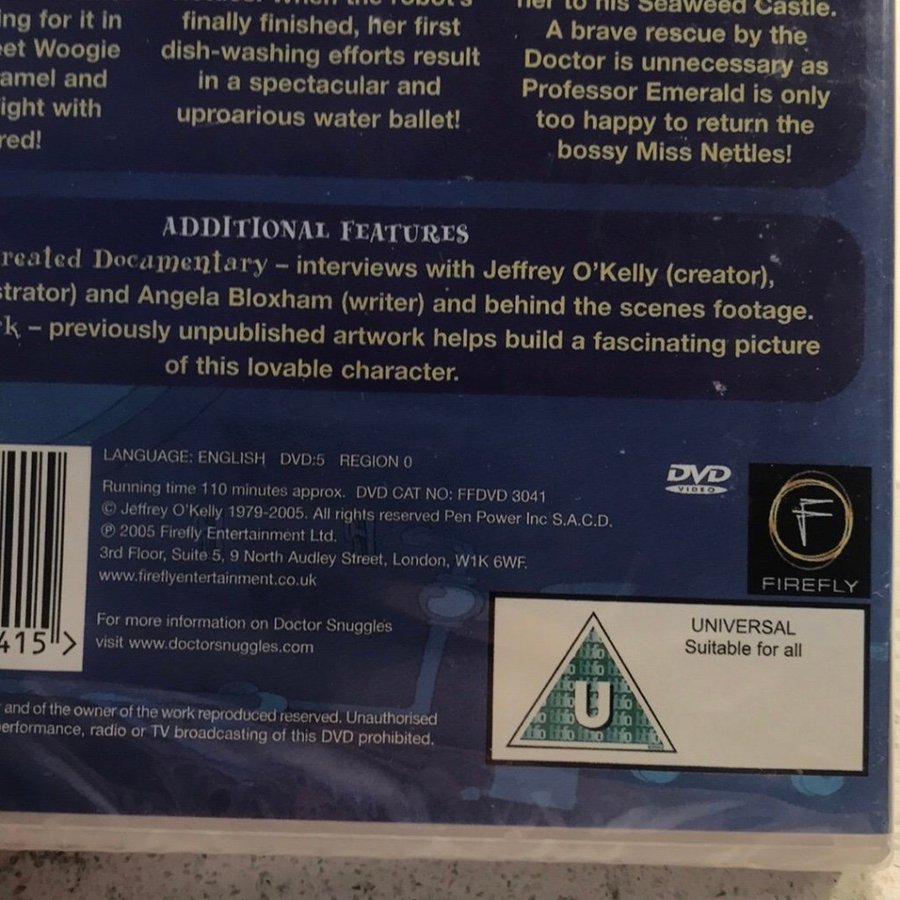 ng for it in
et Woogie
amel and
ight with
red!
finally finished, her first
dish-washing efforts result
in a spectacular and
uproarious water ballet!
her to his Seaweed Castle.
A brave rescue by the
Doctor is unnecessary as
Professor Emerald is only
too happy to return the
bossy Miss Nettles!
ADDITIONAL FEATURES
reated Documentary – interviews with Jeffrey O'Kelly (creator),
strator) and Angela Bloxham (writer) and behind the scenes footage.
k – previously unpublished artwork helps build a fascinating picture
of this lovable character.
LANGUAGE: ENGLISH DVD:5 REGION 0
Running time 110 minutes approx. DVD CAT NO: FFDVD 3041
© Jeffrey O'Kelly 1979-2005. All rights reserved Pen Power Inc S.A.C.D.
℗ 2005 Firefly Entertainment Ltd.
3rd Floor, Suite 5, 9 North Audley Street, London, W1K 6WF.
www.fireflyentertainment.co.uk
For more information on Doctor Snuggles
visit www.doctorsnuggles.com
415>
and of the owner of the work reproduced reserved. Unauthorised
erformance, radio or TV broadcasting of this DVD prohibited.
DVD
VIDEO
F
FIREFLY
U
UNIVERSAL
Suitable for all